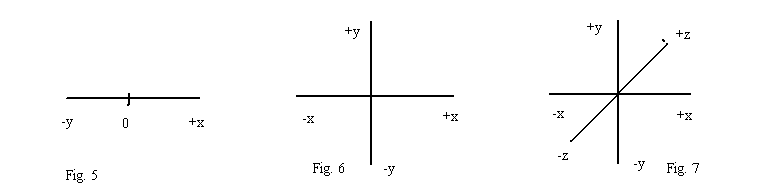 -y 0 +x
Fig. 5
+y
-x +x
-y
Fig. 6
+y
+z
-x +x
-z
-y
Fig. 7